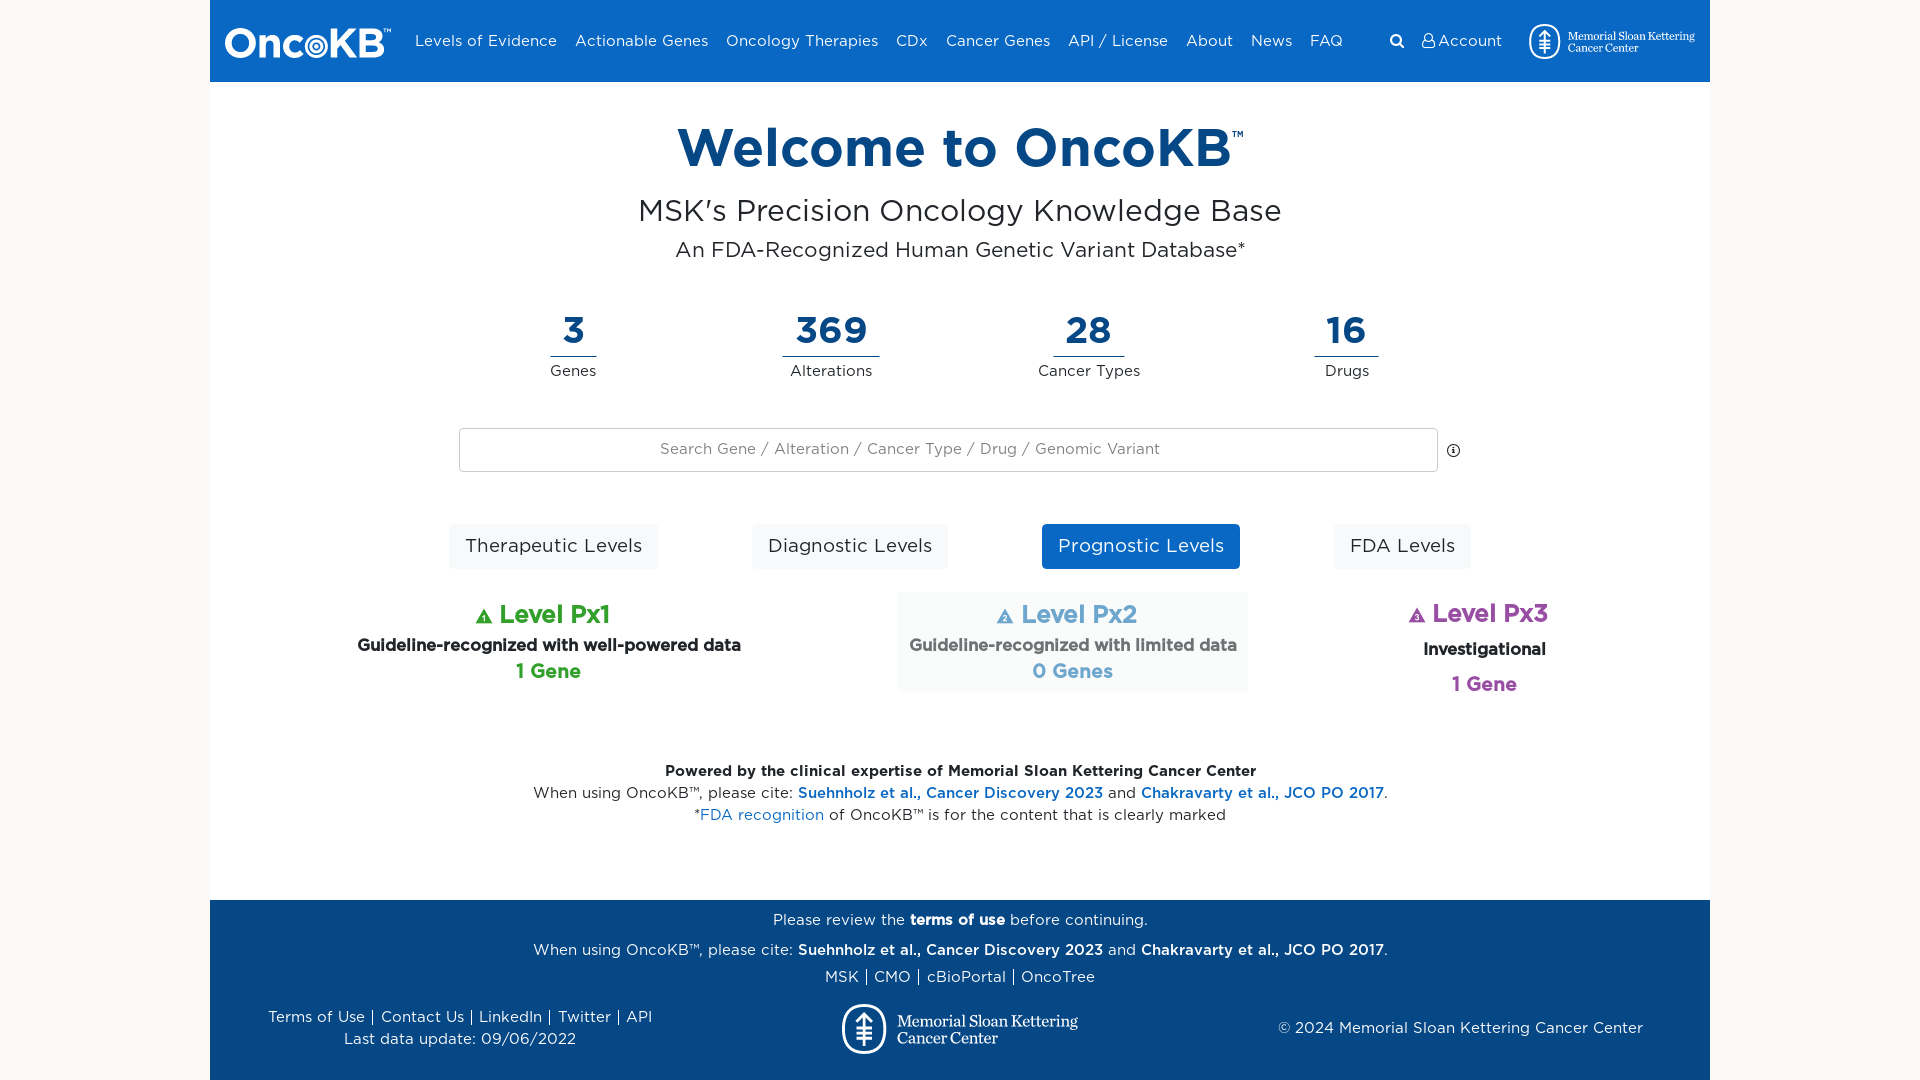 OncoKB™ Levels of Evidence Actionable Genes Oncology Therapies CDx Cancer Genes API / License About News FAQ Account Memorial Sloan Kettering
Cancer Center
Welcome to OncoKB™
MSK's Precision Oncology Knowledge Base
An FDA-Recognized Human Genetic Variant Database*
3 369 28 16
Genes Alterations Cancer Types Drugs
Search Gene / Alteration / Cancer Type / Drug / Genomic Variant
Therapeutic Levels Diagnostic Levels Prognostic Levels FDA Levels
1 Level Px1
Guideline-recognized with well-powered data
1 Gene
2 Level Px2
Guideline-recognized with limited data
0 Genes
3 Level Px3
Investigational
1 Gene
Powered by the clinical expertise of Memorial Sloan Kettering Cancer Center
When using OncoKB™, please cite: Suehnholz et al., Cancer Discovery 2023 and Chakravarty et al., JCO PO 2017.
*FDA recognition of OncoKB™ is for the content that is clearly marked
Please review the terms of use before continuing.
When using OncoKB™, please cite: Suehnholz et al., Cancer Discovery 2023 and Chakravarty et al., JCO PO 2017.
MSK | CMO | cBioPortal | OncoTree
Terms of Use | Contact Us | LinkedIn | Twitter | API
Last data update: 09/06/2022
Memorial Sloan Kettering
Cancer Center
© 2024 Memorial Sloan Kettering Cancer Center